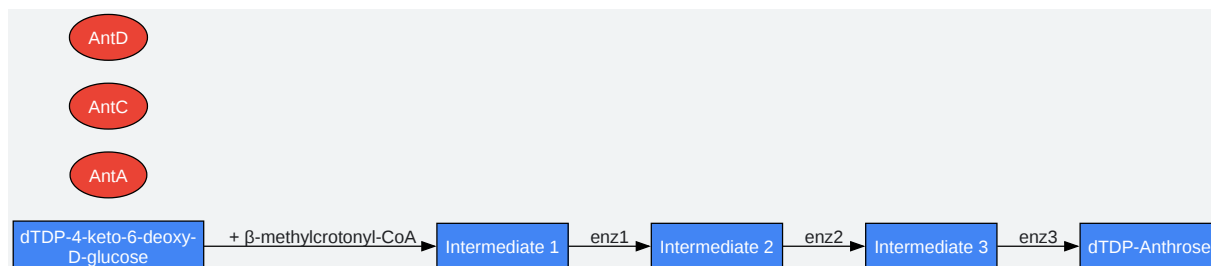 AntD
AntC
AntA
dTDP-4-keto-6-deoxy-
D-glucose
+ β-methylcrotonyl-CoA
Intermediate 1
enz1
Intermediate 2
enz2
Intermediate 3
enz3
dTDP-Anthrose